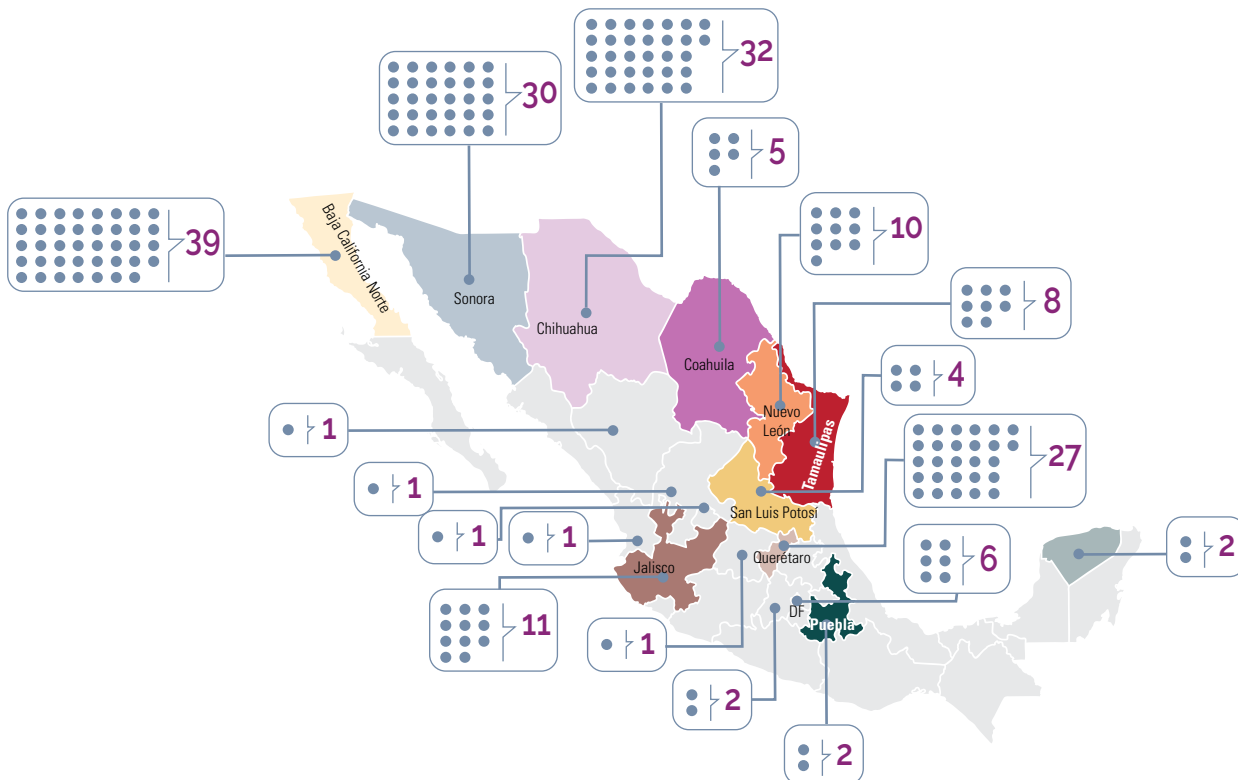 32
30
5
39
10
8
4
27
6
2
1
1
1
1
11
1
2
2
Baja California Norte
Sonora
Chihuahua
Coahuila
Nuevo
León
Tamaulipas
San Luis Potosí
Querétaro
Jalisco
DF
Puebla